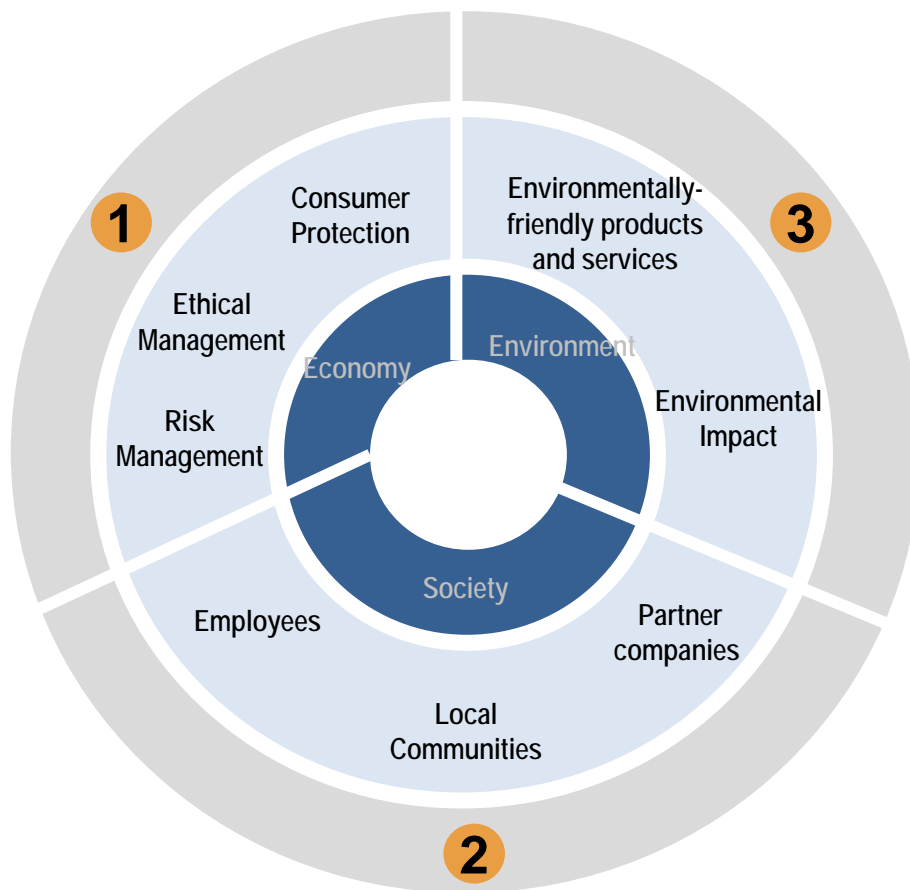 1
Consumer
Protection
Ethical
Management
Risk
Management
Economy
3
Environmentally-
friendly products
and services
Environment
Environmental
Impact
2
Society
Employees
Local
Communities
Partner
companies